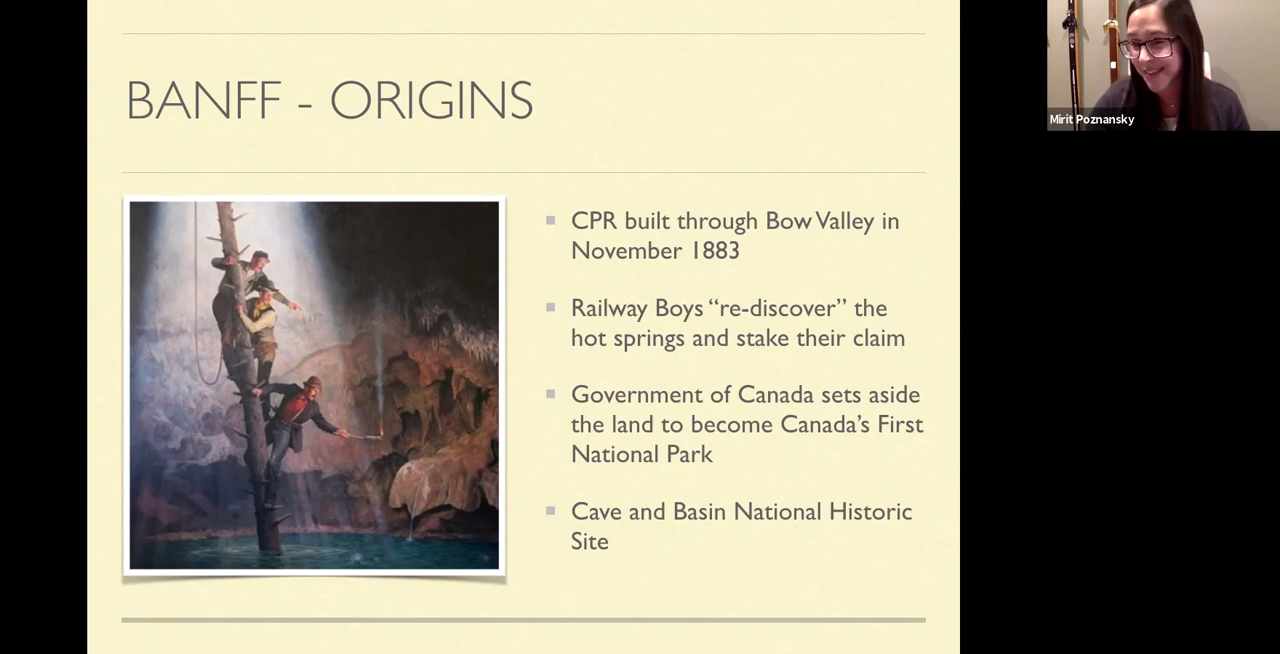 BANFF - ORIGINS
CPR built through Bow Valley in
November 1883
Railway Boys “re-discover” the
hot springs and stake their claim
Government of Canada sets aside
the land to become Canada’s First
National Park
Cave and Basin National Historic
Site
Mirit Poznansky